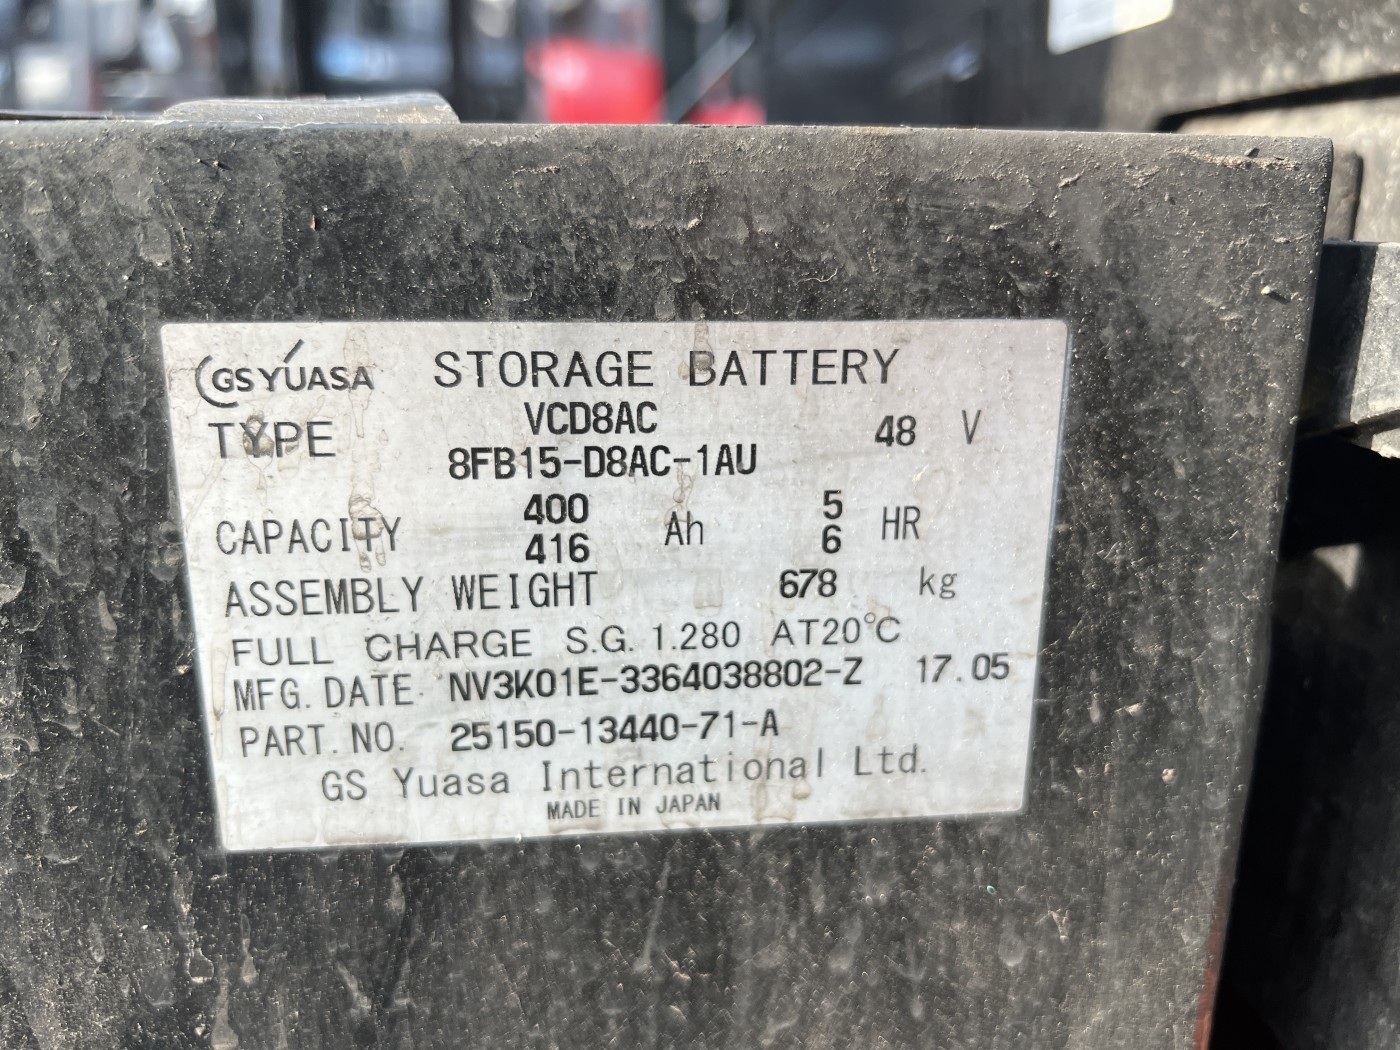 GS YUASA STORAGE BATTERY
TYPE VCD8AC 48 V
8FB15-D8AC-1AU
CAPACITY 400 Ah 5 HR
416 6
ASSEMBLY WEIGHT 678 kg
FULL CHARGE S.G. 1.280 AT20°C
MFG. DATE NV3K01E-3364038802-Z 17.05
PART. NO. 25150-13440-71-A
GS Yuasa International Ltd.
MADE IN JAPAN